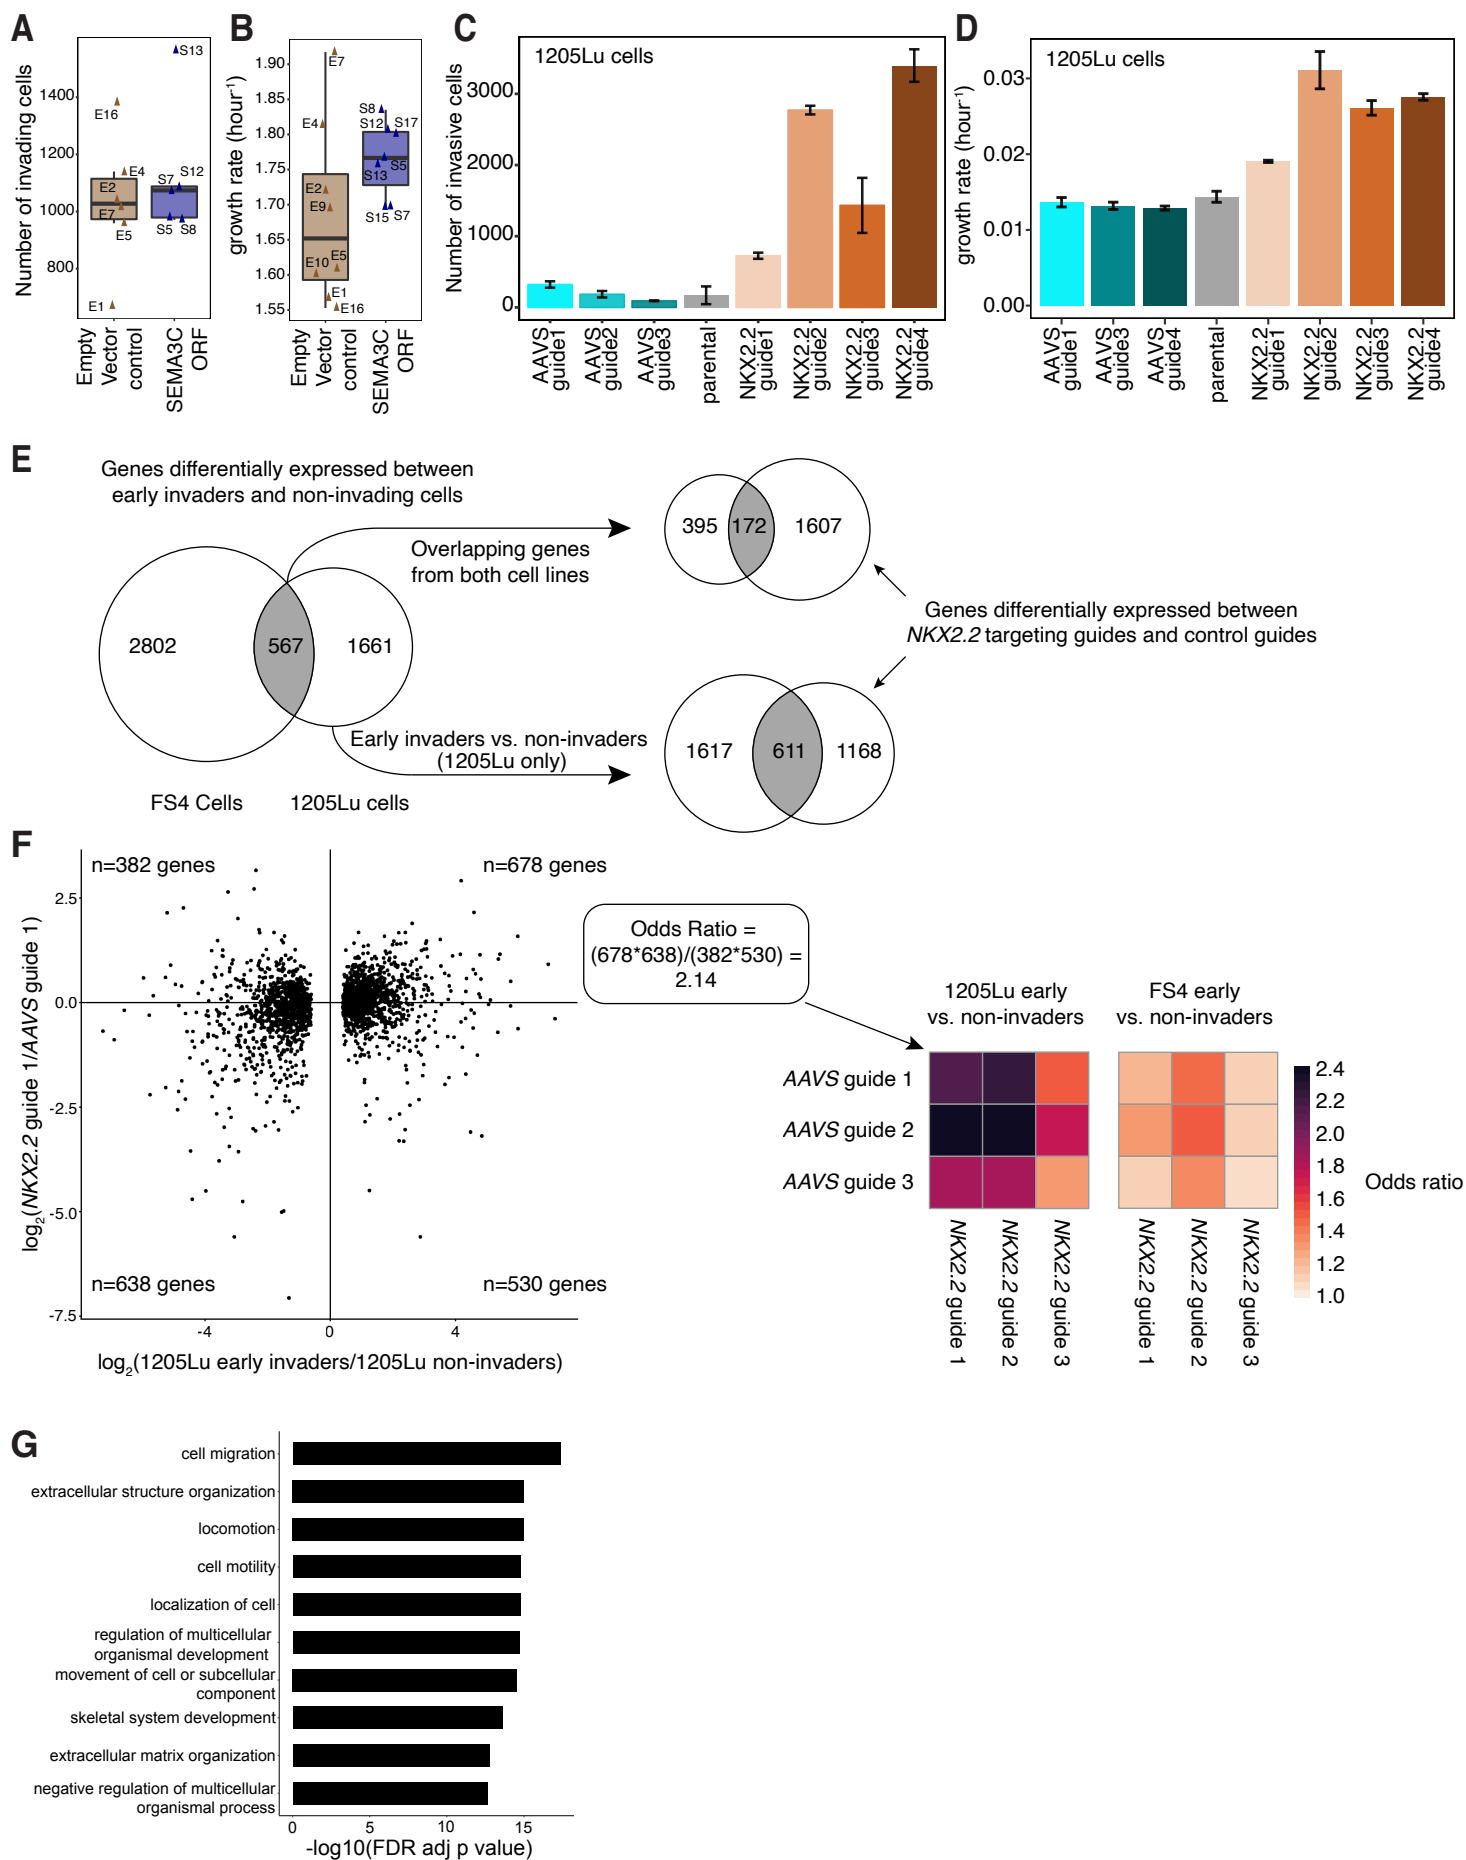 A
Number of invading cells
1400
1200
1000
800
S13
E16
E4
E2
E7
E5
E1
S12
S7
S5
S8
Empty
Vector
control
SEMA3C
ORF
B
growth rate (hour-1)
1.90
1.85
1.80
1.75
1.70
1.65
1.60
1.55
E7
E4
E2
E9
E10
E5
E1
E16
S8
S12
S17
S5
S13
S15
S7
Empty
Vector
control
SEMA3C
ORF
C
1205Lu cells
Number of invasive cells
3000
2000
1000
0
AAVS
guide1
AAVS
guide2
AAVS
guide3
parental
NKX2.2
guide1
NKX2.2
guide2
NKX2.2
guide3
NKX2.2
guide4
D
1205Lu cells
growth rate (hour-1)
0.03
0.02
0.01
0.00
AAVS
guide1
AAVS
guide3
AAVS
guide4
parental
NKX2.2
guide1
NKX2.2
guide2
NKX2.2
guide3
NKX2.2
guide4
E
Genes differentially expressed between
early invaders and non-invading cells
2802
567
1661
FS4 Cells
1205Lu cells
Overlapping genes
from both cell lines
395
172
1607
Genes differentially expressed between
NKX2.2 targeting guides and control guides
Early invaders vs. non-invaders
(1205Lu only)
1617
611
1168
F
n=382 genes
n=678 genes
n=638 genes
n=530 genes
log2(NKX2.2 guide 1/AAVS guide 1)
2.5
0.0
-2.5
-5.0
-7.5
-4
0
4
log2(1205Lu early invaders/1205Lu non-invaders)
Odds Ratio =
(678*638)/(382*530) =
2.14
1205Lu early
vs. non-invaders
FS4 early
vs. non-invaders
AAVS guide 1
AAVS guide 2
AAVS guide 3
NKX2.2 guide 1
NKX2.2 guide 2
NKX2.2 guide 3
NKX2.2 guide 1
NKX2.2 guide 2
NKX2.2 guide 3
2.4
2.2
2.0
1.8
1.6
1.4
1.2
1.0
Odds ratio
G
cell migration
extracellular structure organization
locomotion
cell motility
localization of cell
regulation of multicellular
organismal development
movement of cell or subcellular
component
skeletal system development
extracellular matrix organization
negative regulation of multicellular
organismal process
0
5
10
15
-log10(FDR adj p value)